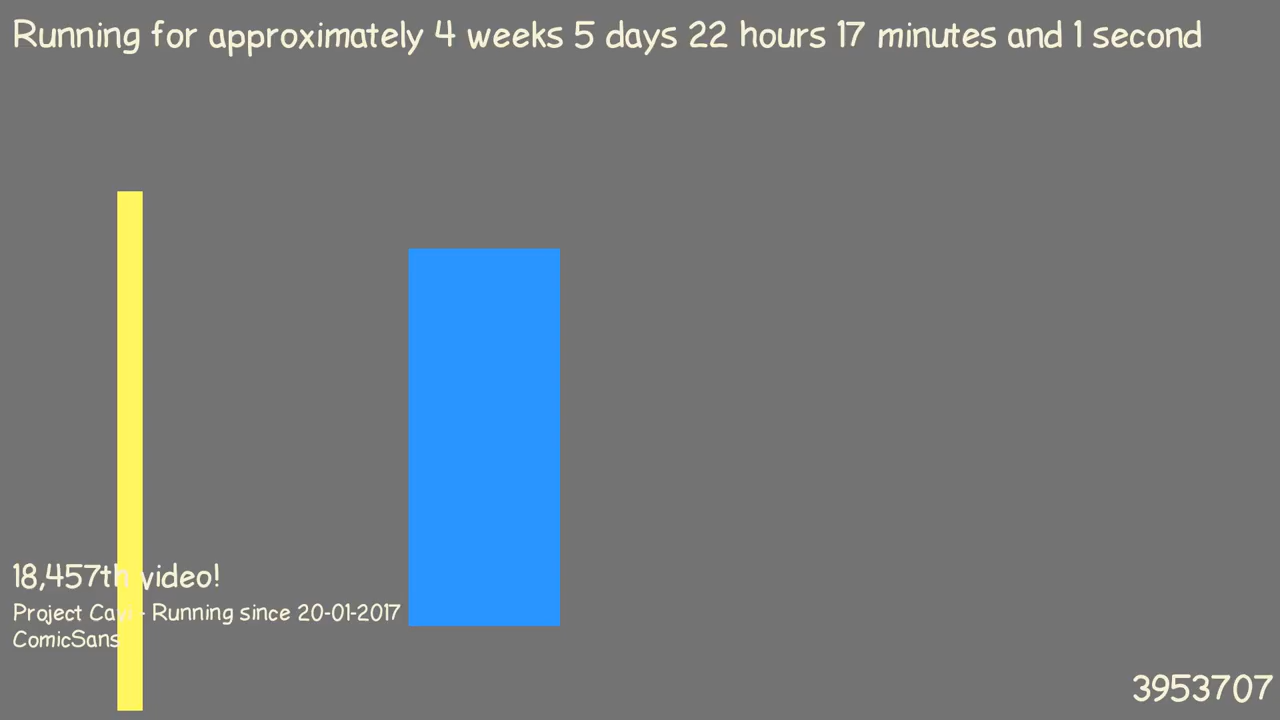 Running for approximately 4 weeks 5 days 22 hours 17 minutes and 1 second
18,457th video!
Project Cavi - Running since 20-01-2017
ComicSans
3953707